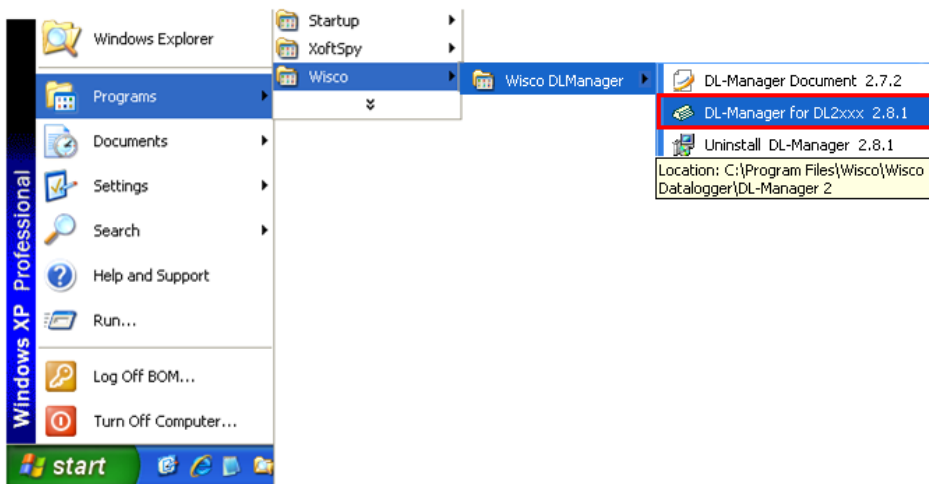 Windows XP Professional
Windows Explorer
Programs
Documents
Settings
Search
Help and Support
Run...
Log Off BOM...
Turn Off Computer...
start
Startup
XoftSpy
Wisco
Wisco DLManager
DL-Manager Document 2.7.2
DL-Manager for DL2xxx 2.8.1
Uninstall DL-Manager 2.8.1
Location: C:\Program Files\Wisco\Wisco
Datalogger\DL-Manager 2